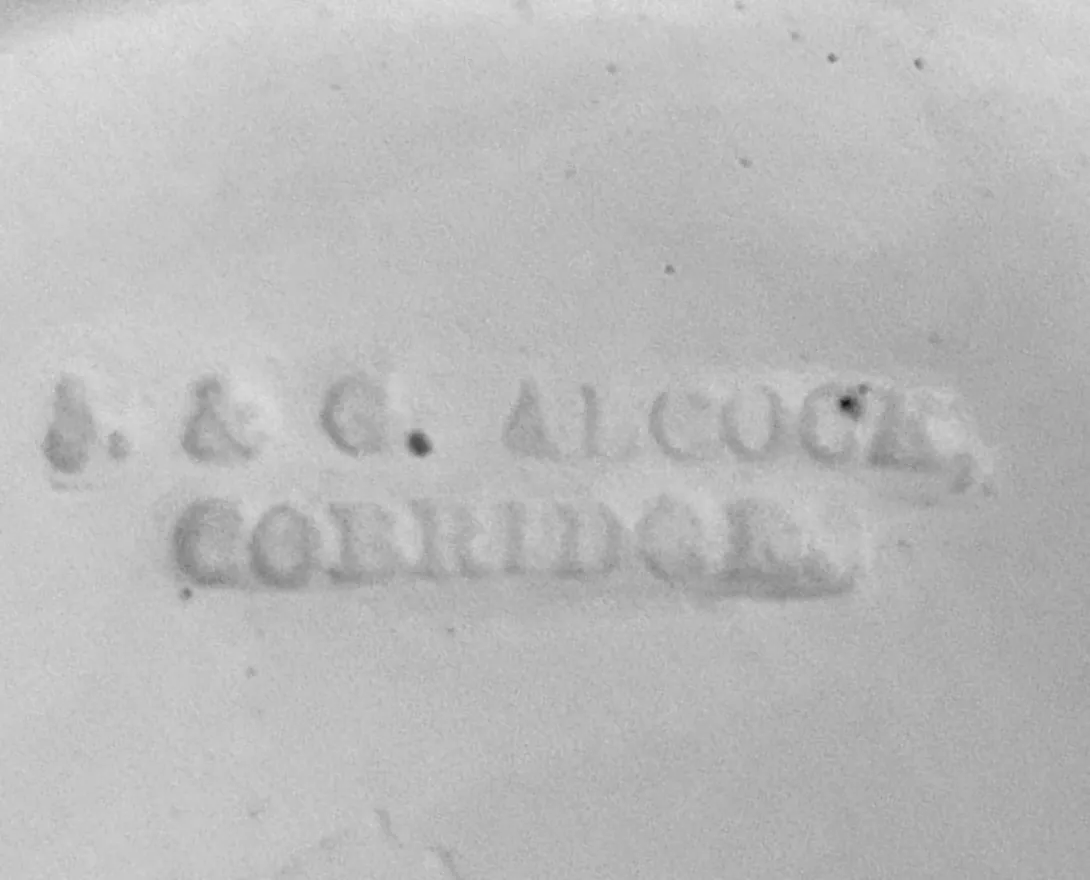 J. & G. ALCOCK,
COBRIDGE.